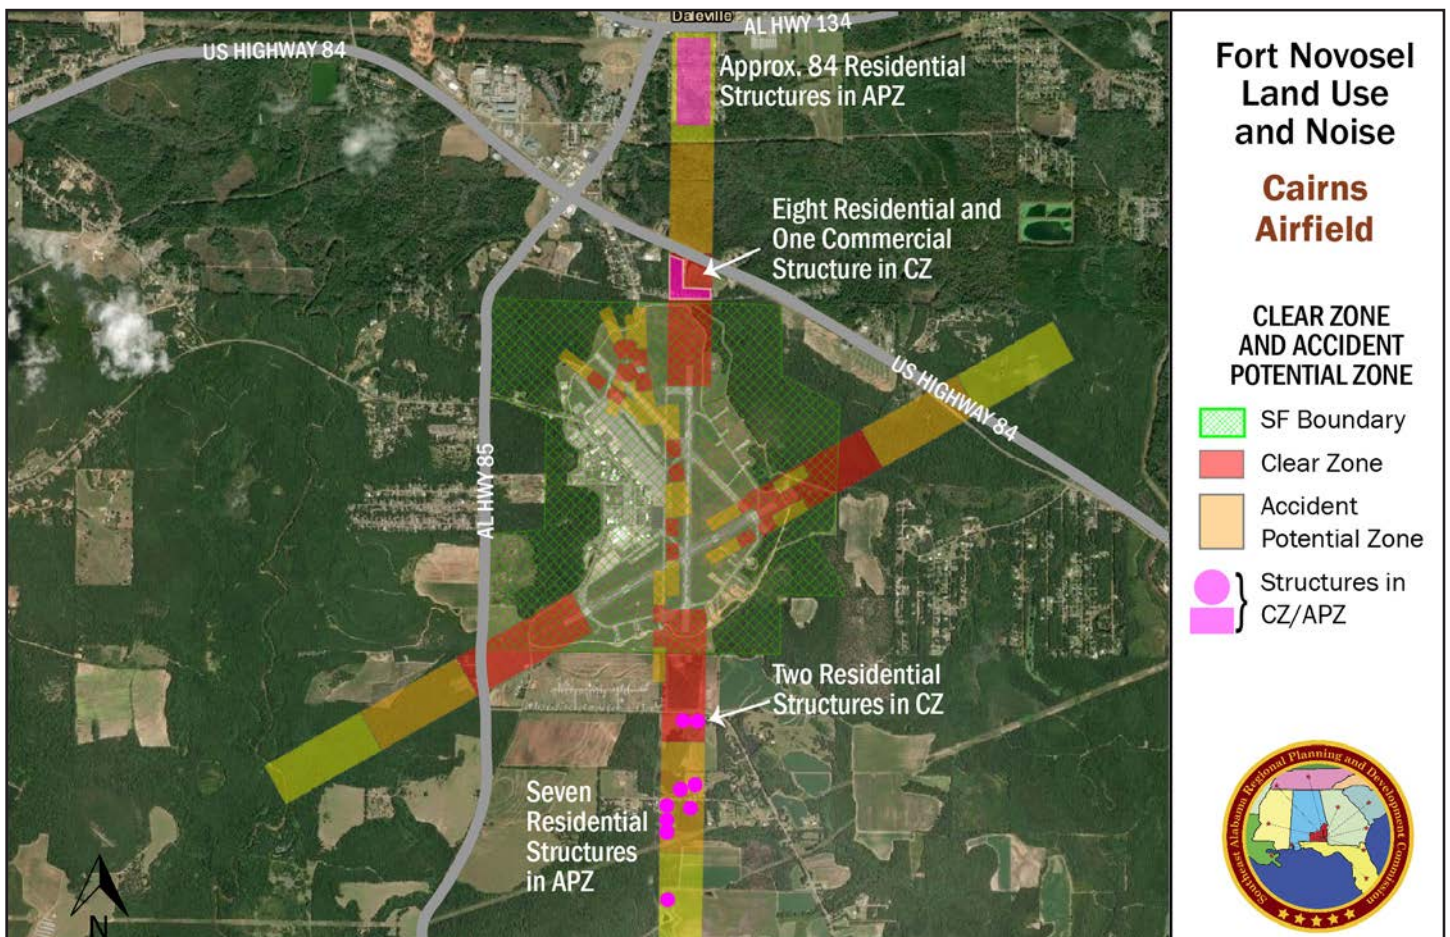 Daleville
AL HWY 134
US HIGHWAY 84
Approx. 84 Residential
Structures in APZ
Eight Residential and
One Commercial
Structure in CZ
US HIGHWAY 84
AL HWY 85
Two Residential
Structures in CZ
Seven
Residential
Structures
in APZ
N
Fort Novosel
Land Use
and Noise
Cairns
Airfield
CLEAR ZONE
AND ACCIDENT
POTENTIAL ZONE
SF Boundary
Clear Zone
Accident
Potential Zone
Structures in
CZ/APZ
Southeast Alabama Regional Planning and Development Commission